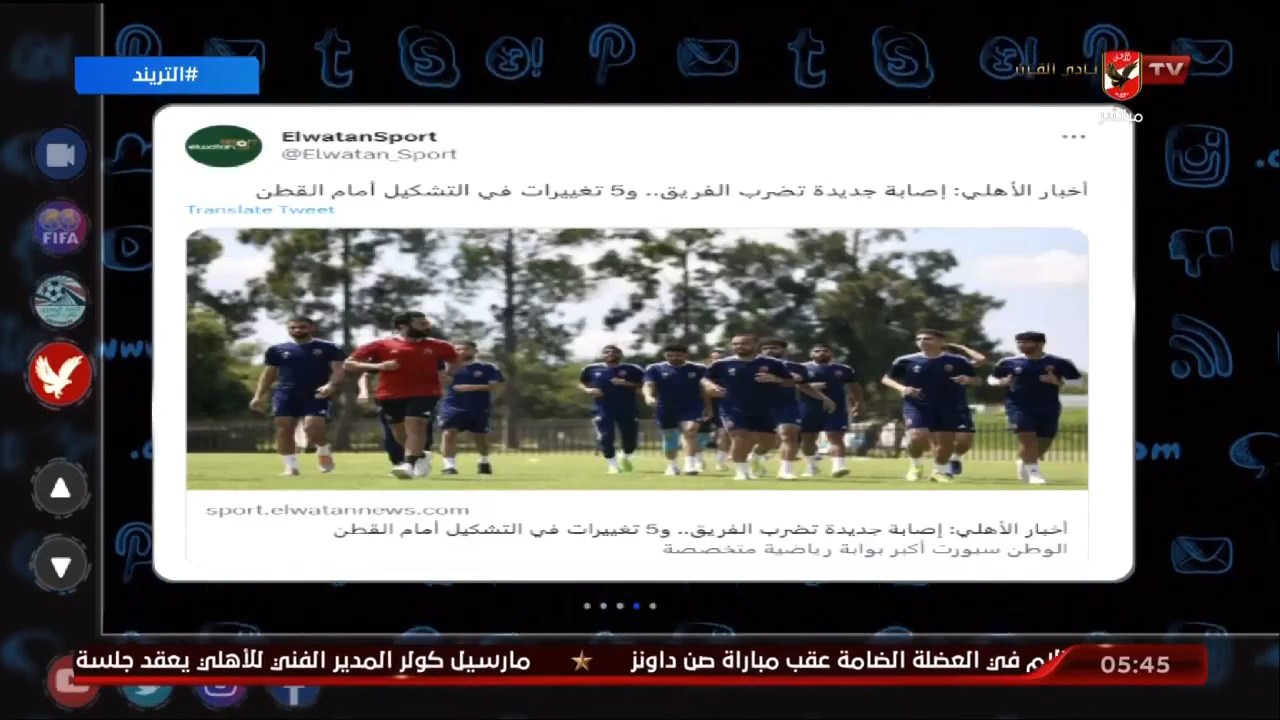 #التريند
نادي القرن
TV
مباشر
ElwatanSport
@Elwatan_Sport
أخبار الأهلي: إصابة جديدة تضرب الفريق.. و5 تغييرات في التشكيل أمام القطن
Translate Tweet
FIFA
sport.elwatannews.com
أخبار الأهلي: إصابة جديدة تضرب الفريق.. و5 تغييرات في التشكيل أمام القطن
الوطن سبورت أكبر بوابة رياضية متخصصة
في العضلة الضامة عقب مباراة صن داونز ★ مارسيل كولر المدير الفني للأهلي يعقد جلسة
05:45